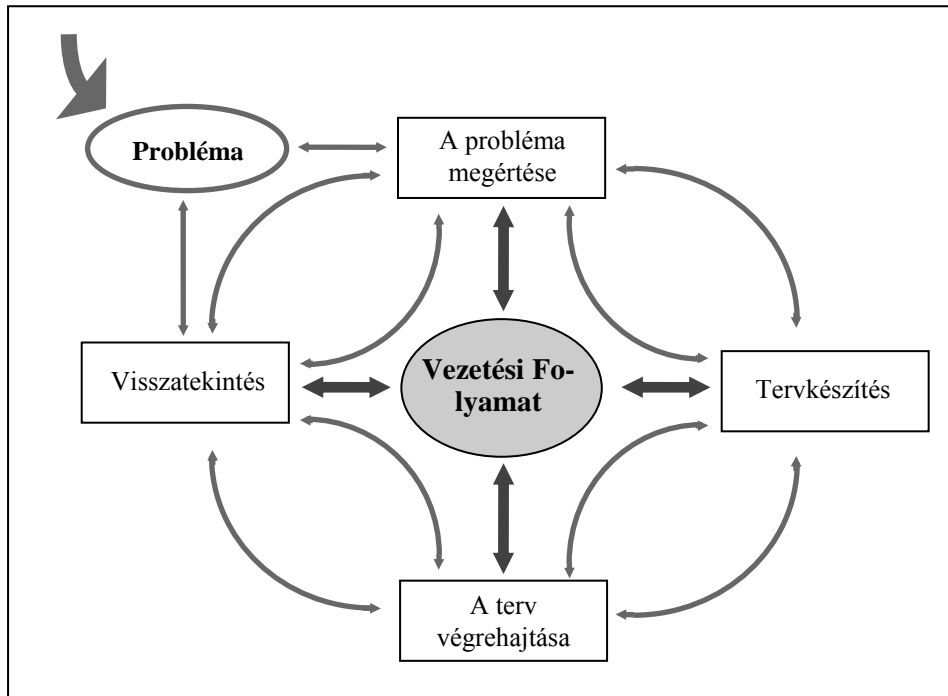 Probléma
A probléma
megértése
Visszatekintés
Vezetési Fo-
lyamat
Tervkészítés
A terv
végrehajtása